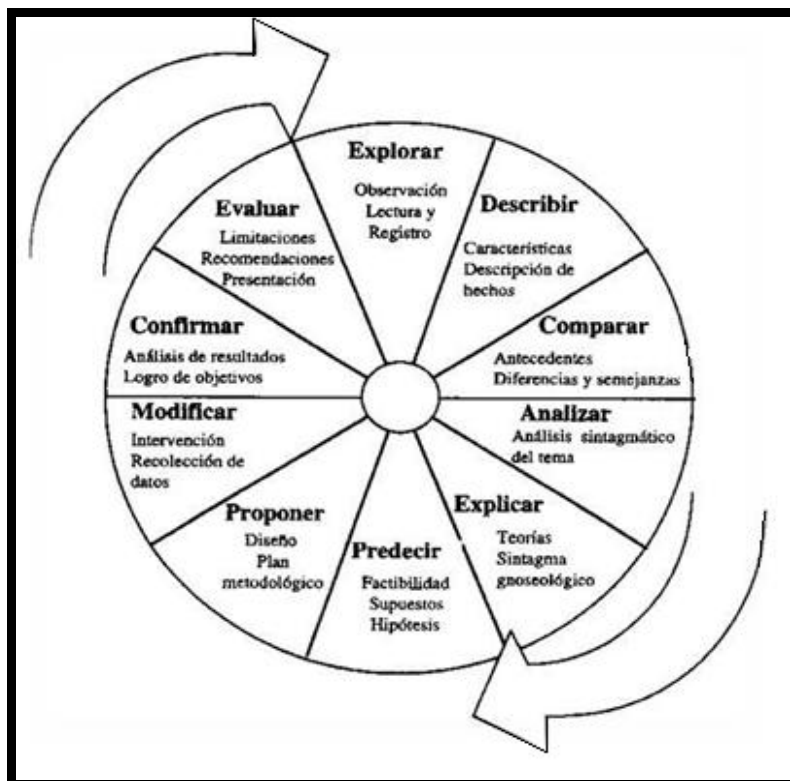 Explorar
Observación
Lectura y
Registro
Describir
Características
Descripción de
hechos
Comparar
Antecedentes
Diferencias y semejanzas
Analizar
Análisis sintagmático
del tema
Explicar
Teorías
Sintagma
gnoseológico
Predecir
Factibilidad
Supuestos
Hipótesis
Proponer
Diseño
Plan
metodológico
Modificar
Intervención
Recolección de
datos
Confirmar
Análisis de resultados
Logro de objetivos
Evaluar
Limitaciones
Recomendaciones
Presentación